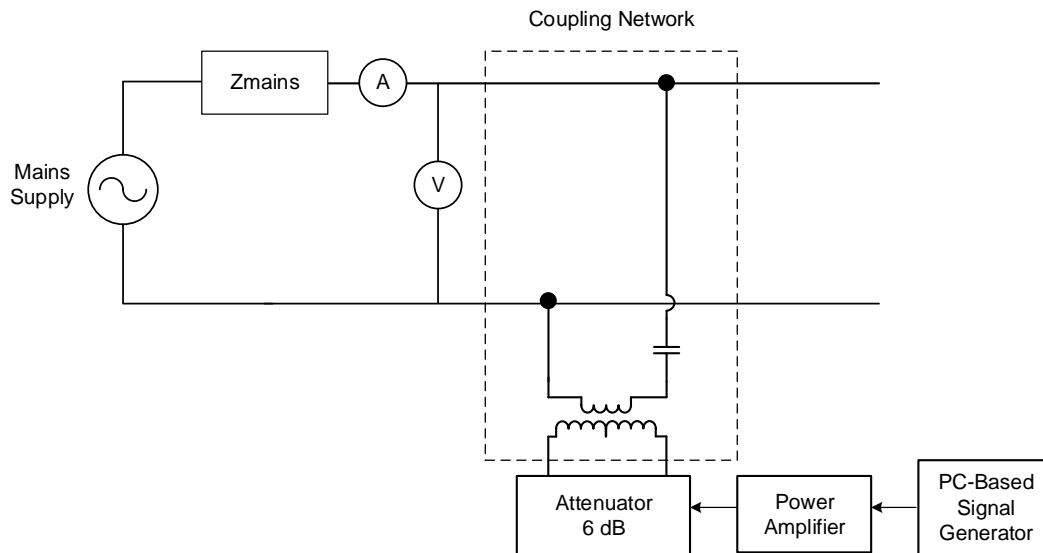 Coupling Network
Zmains
A
Mains
Supply
V
Attenuator
6 dB
Power
Amplifier
PC-Based
Signal
Generator